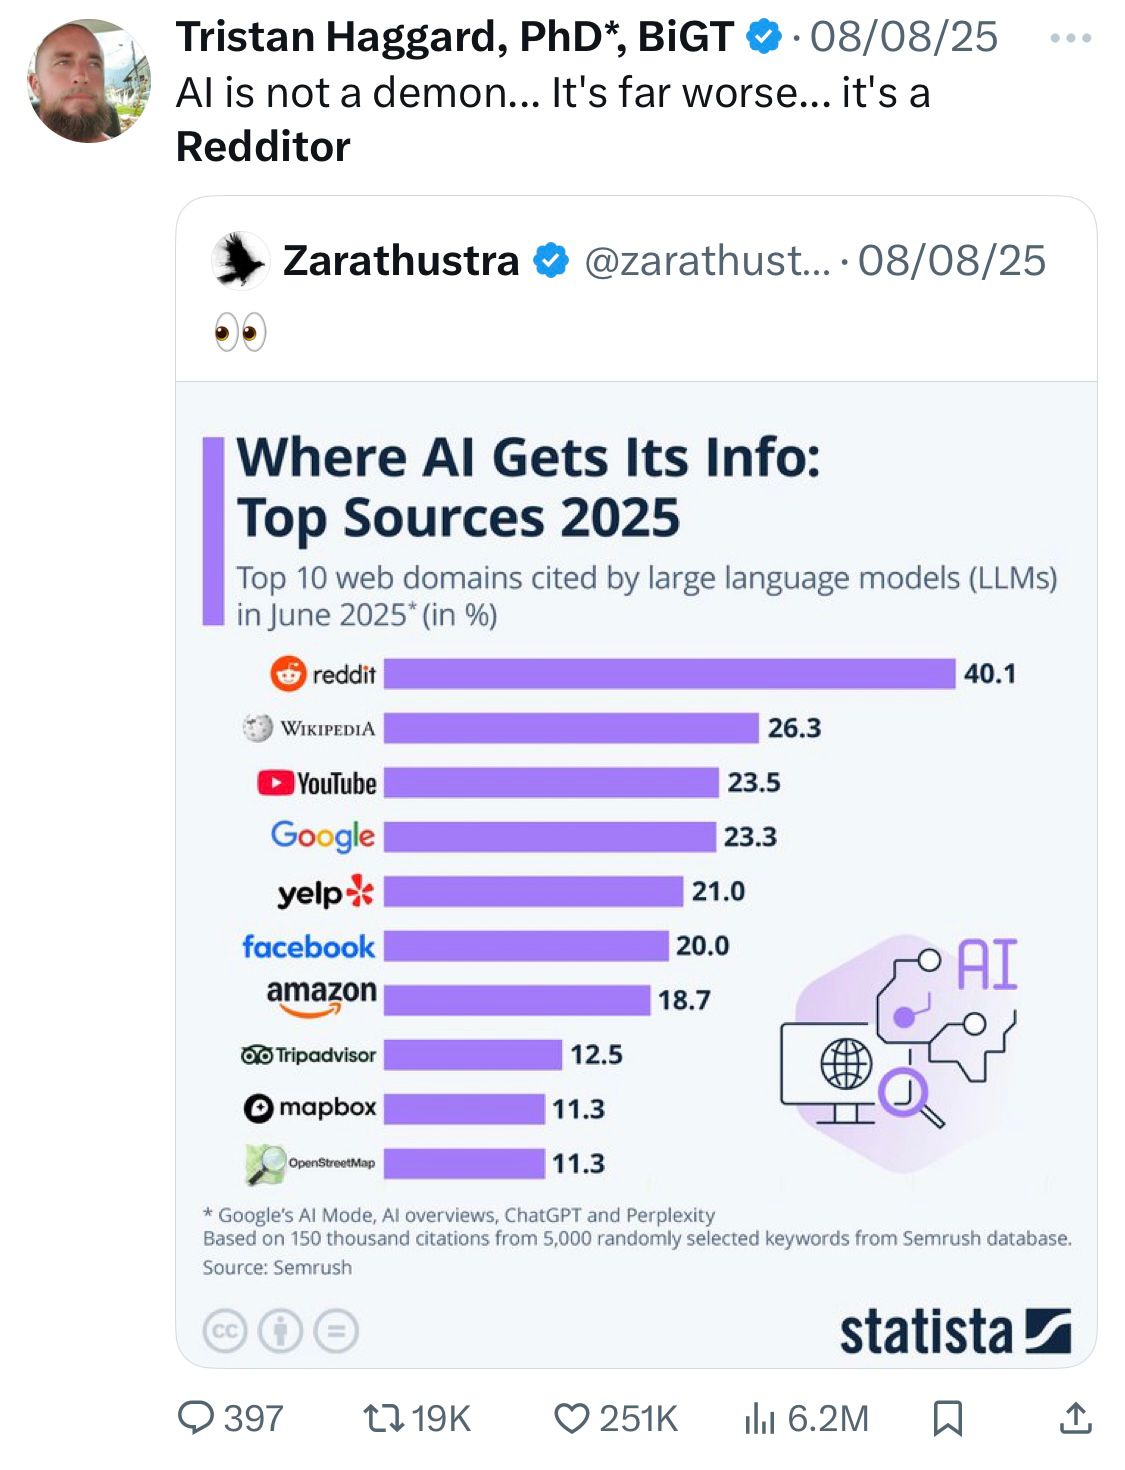 Tristan Haggard, PhD*, BiGT · 08/08/25
AI is not a demon... It's far worse... it's a
Redditor
Zarathustra @zarathust... · 08/08/25
👀
Where AI Gets Its Info:
Top Sources 2025
Top 10 web domains cited by large language models (LLMs)
in June 2025* (in %)
reddit 40.1
WIKIPEDIA 26.3
YouTube 23.5
Google 23.3
yelp 21.0
facebook 20.0
amazon 18.7
Tripadvisor 12.5
mapbox 11.3
OpenStreetMap 11.3
AI
* Google's AI Mode, AI overviews, ChatGPT and Perplexity
Based on 150 thousand citations from 5,000 randomly selected keywords from Semrush database.
Source: Semrush
cc
statista
397 19K 251K 6.2M